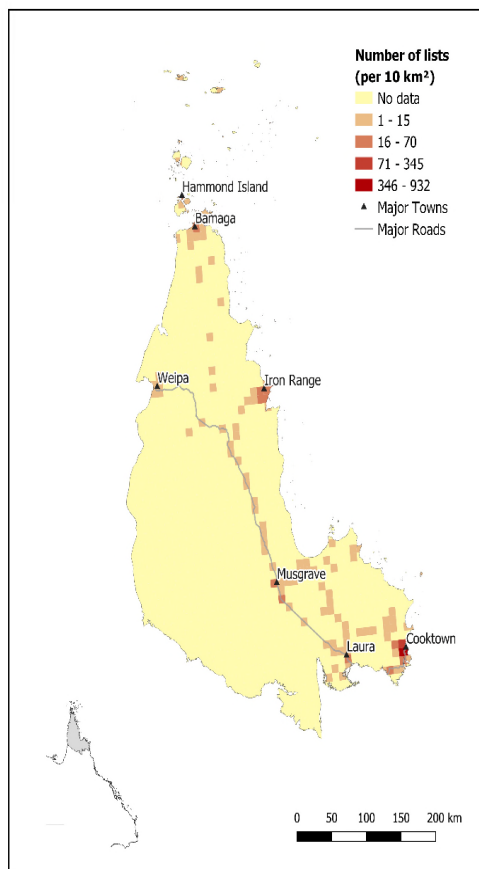 Number of lists
(per 10 km²)
No data
1 - 15
16 - 70
71 - 345
346 - 932
Major Towns
Major Roads
Hammond Island
Bamaga
Weipa
Iron Range
Musgrave
Laura
Cooktown
0 50 100 150 200 km